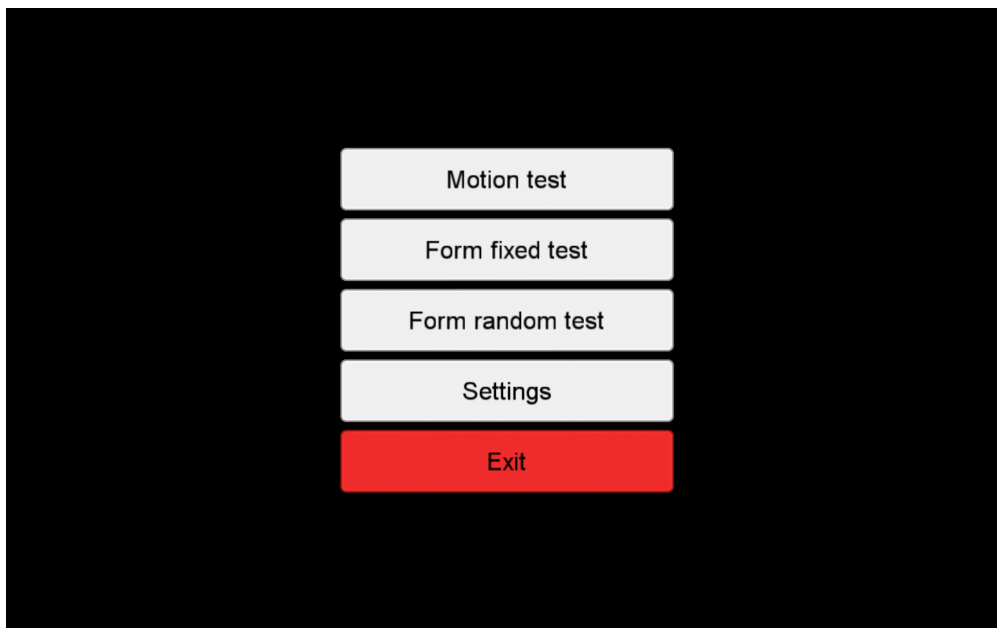 Motion test
Form fixed test
Form random test
Settings
Exit